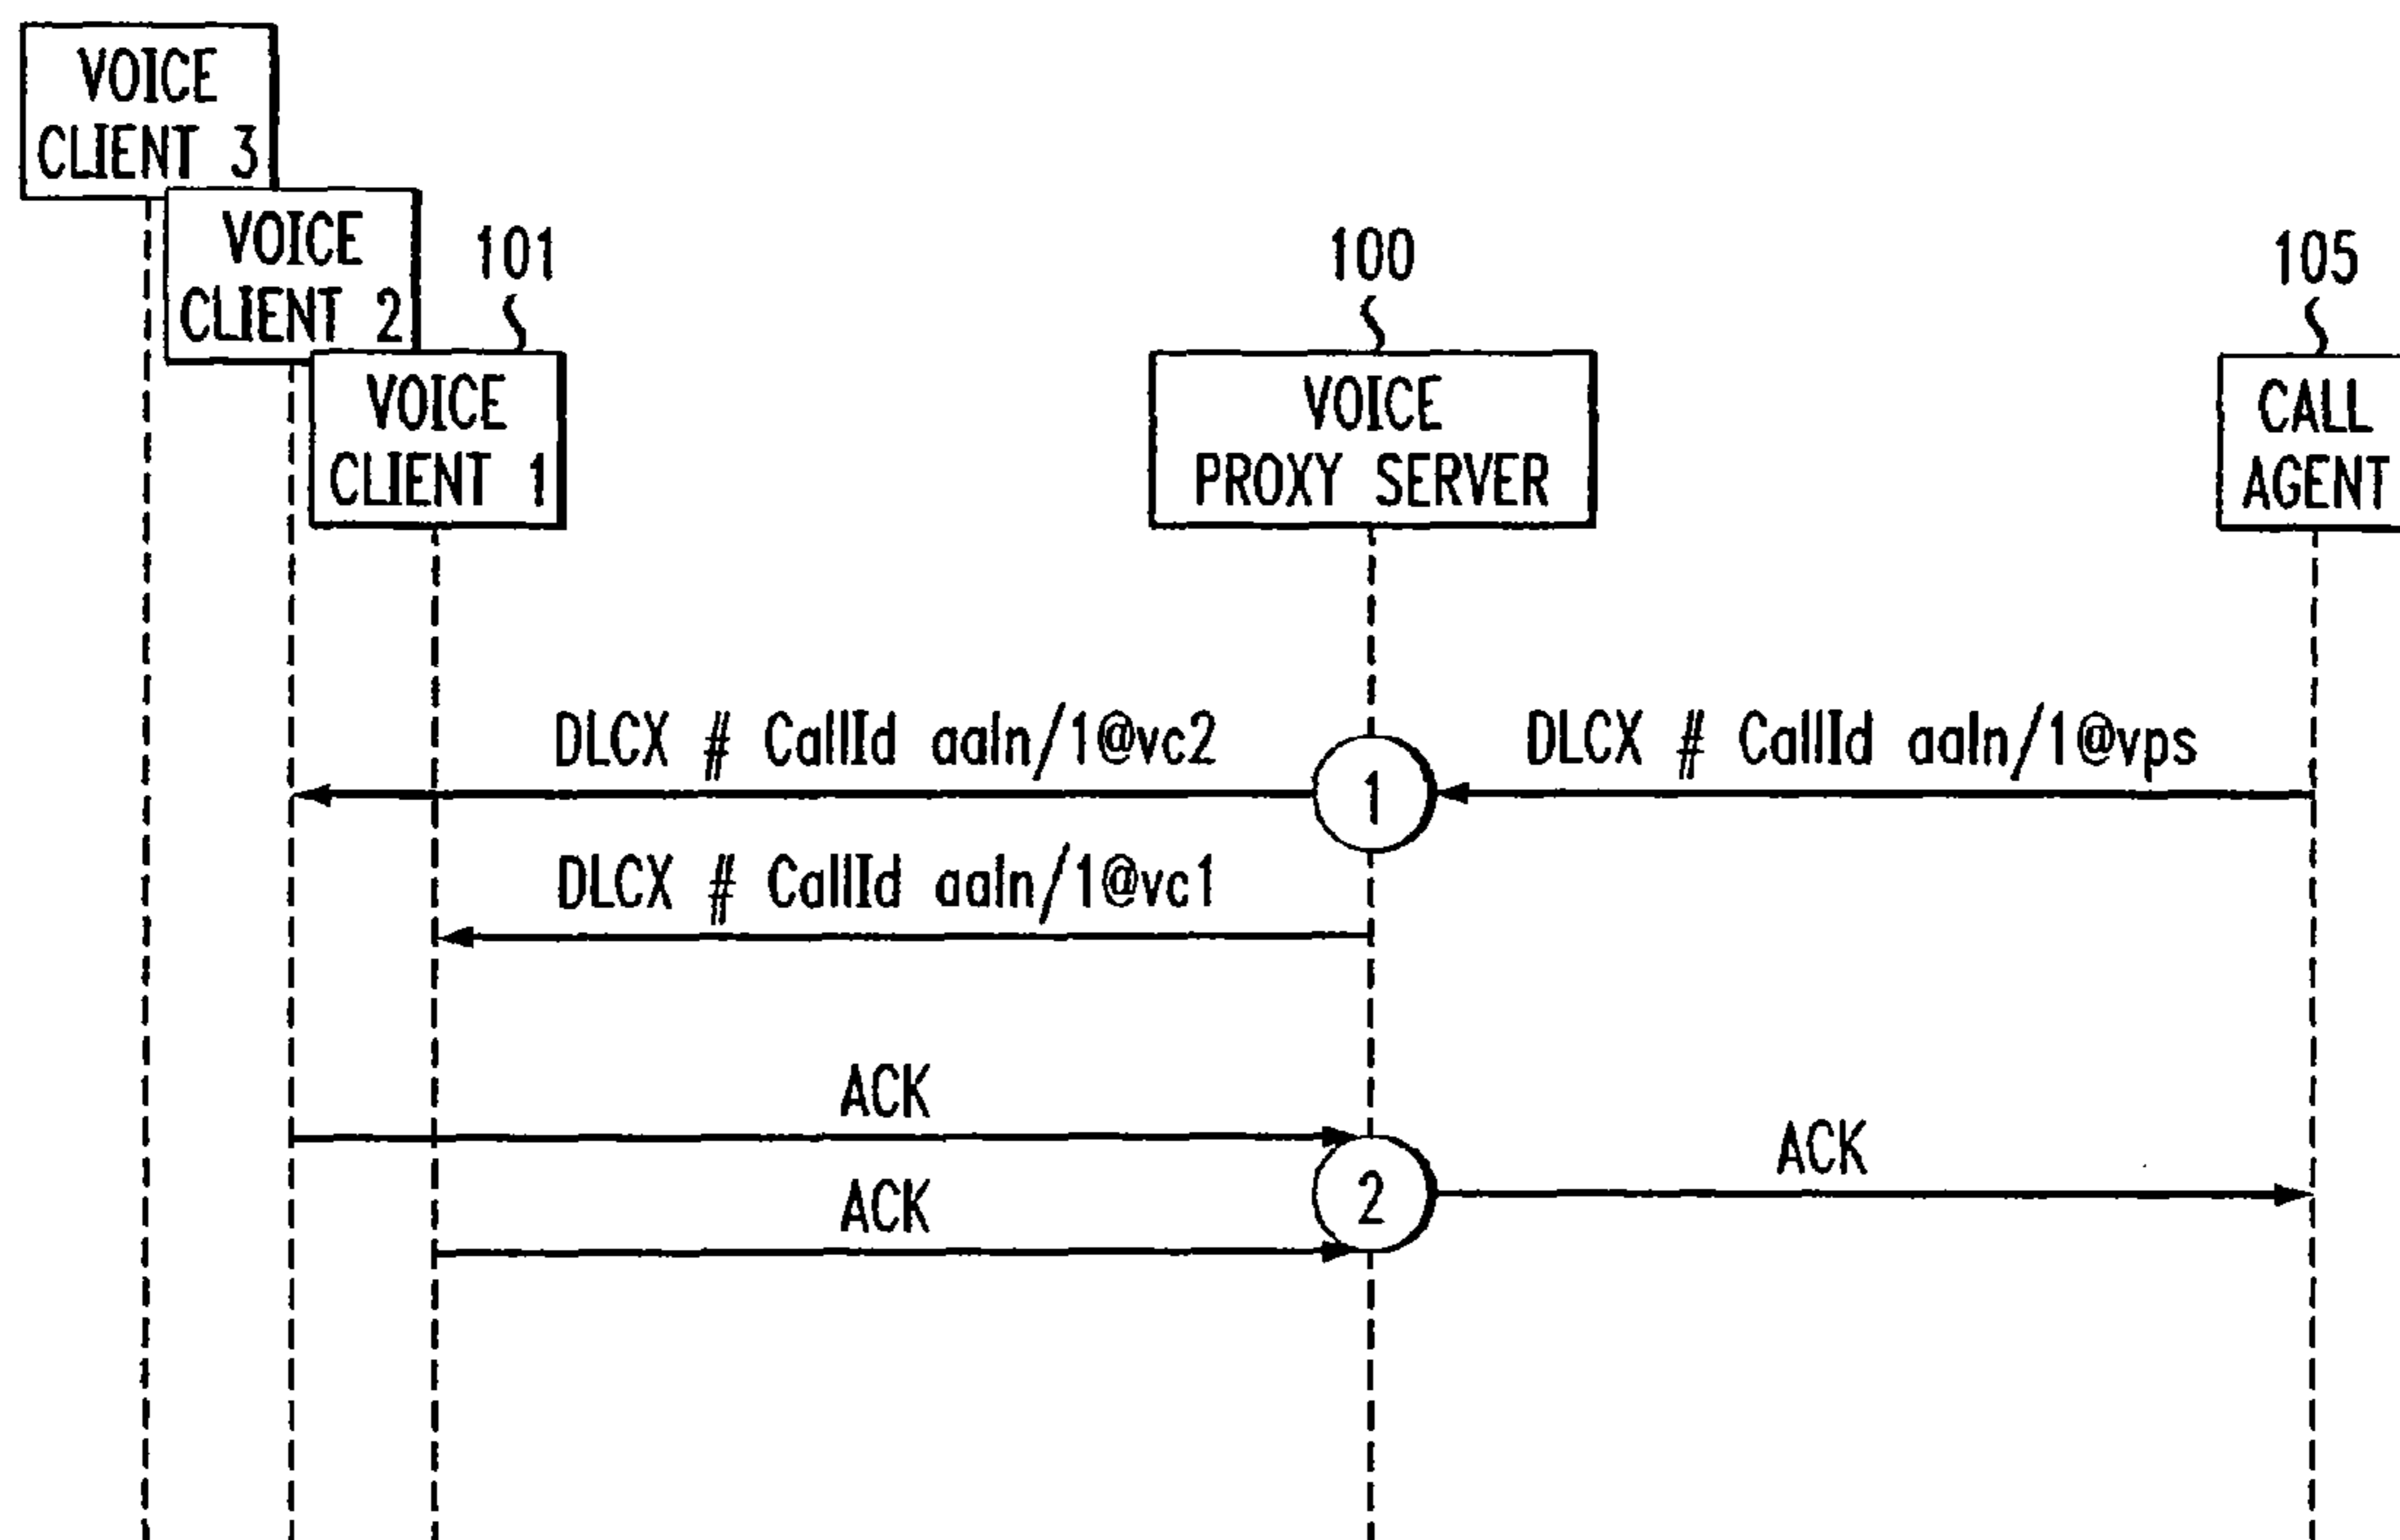 VOICE
CLIENT 3
VOICE
CLIENT 2
101
VOICE
CLIENT 1
100
VOICE
PROXY SERVER
105
CALL
AGENT
DLCX # CallId aaln/1@vc2
1
DLCX # CallId aaln/1@vps
DLCX # CallId aaln/1@vc1
ACK
2
ACK
ACK